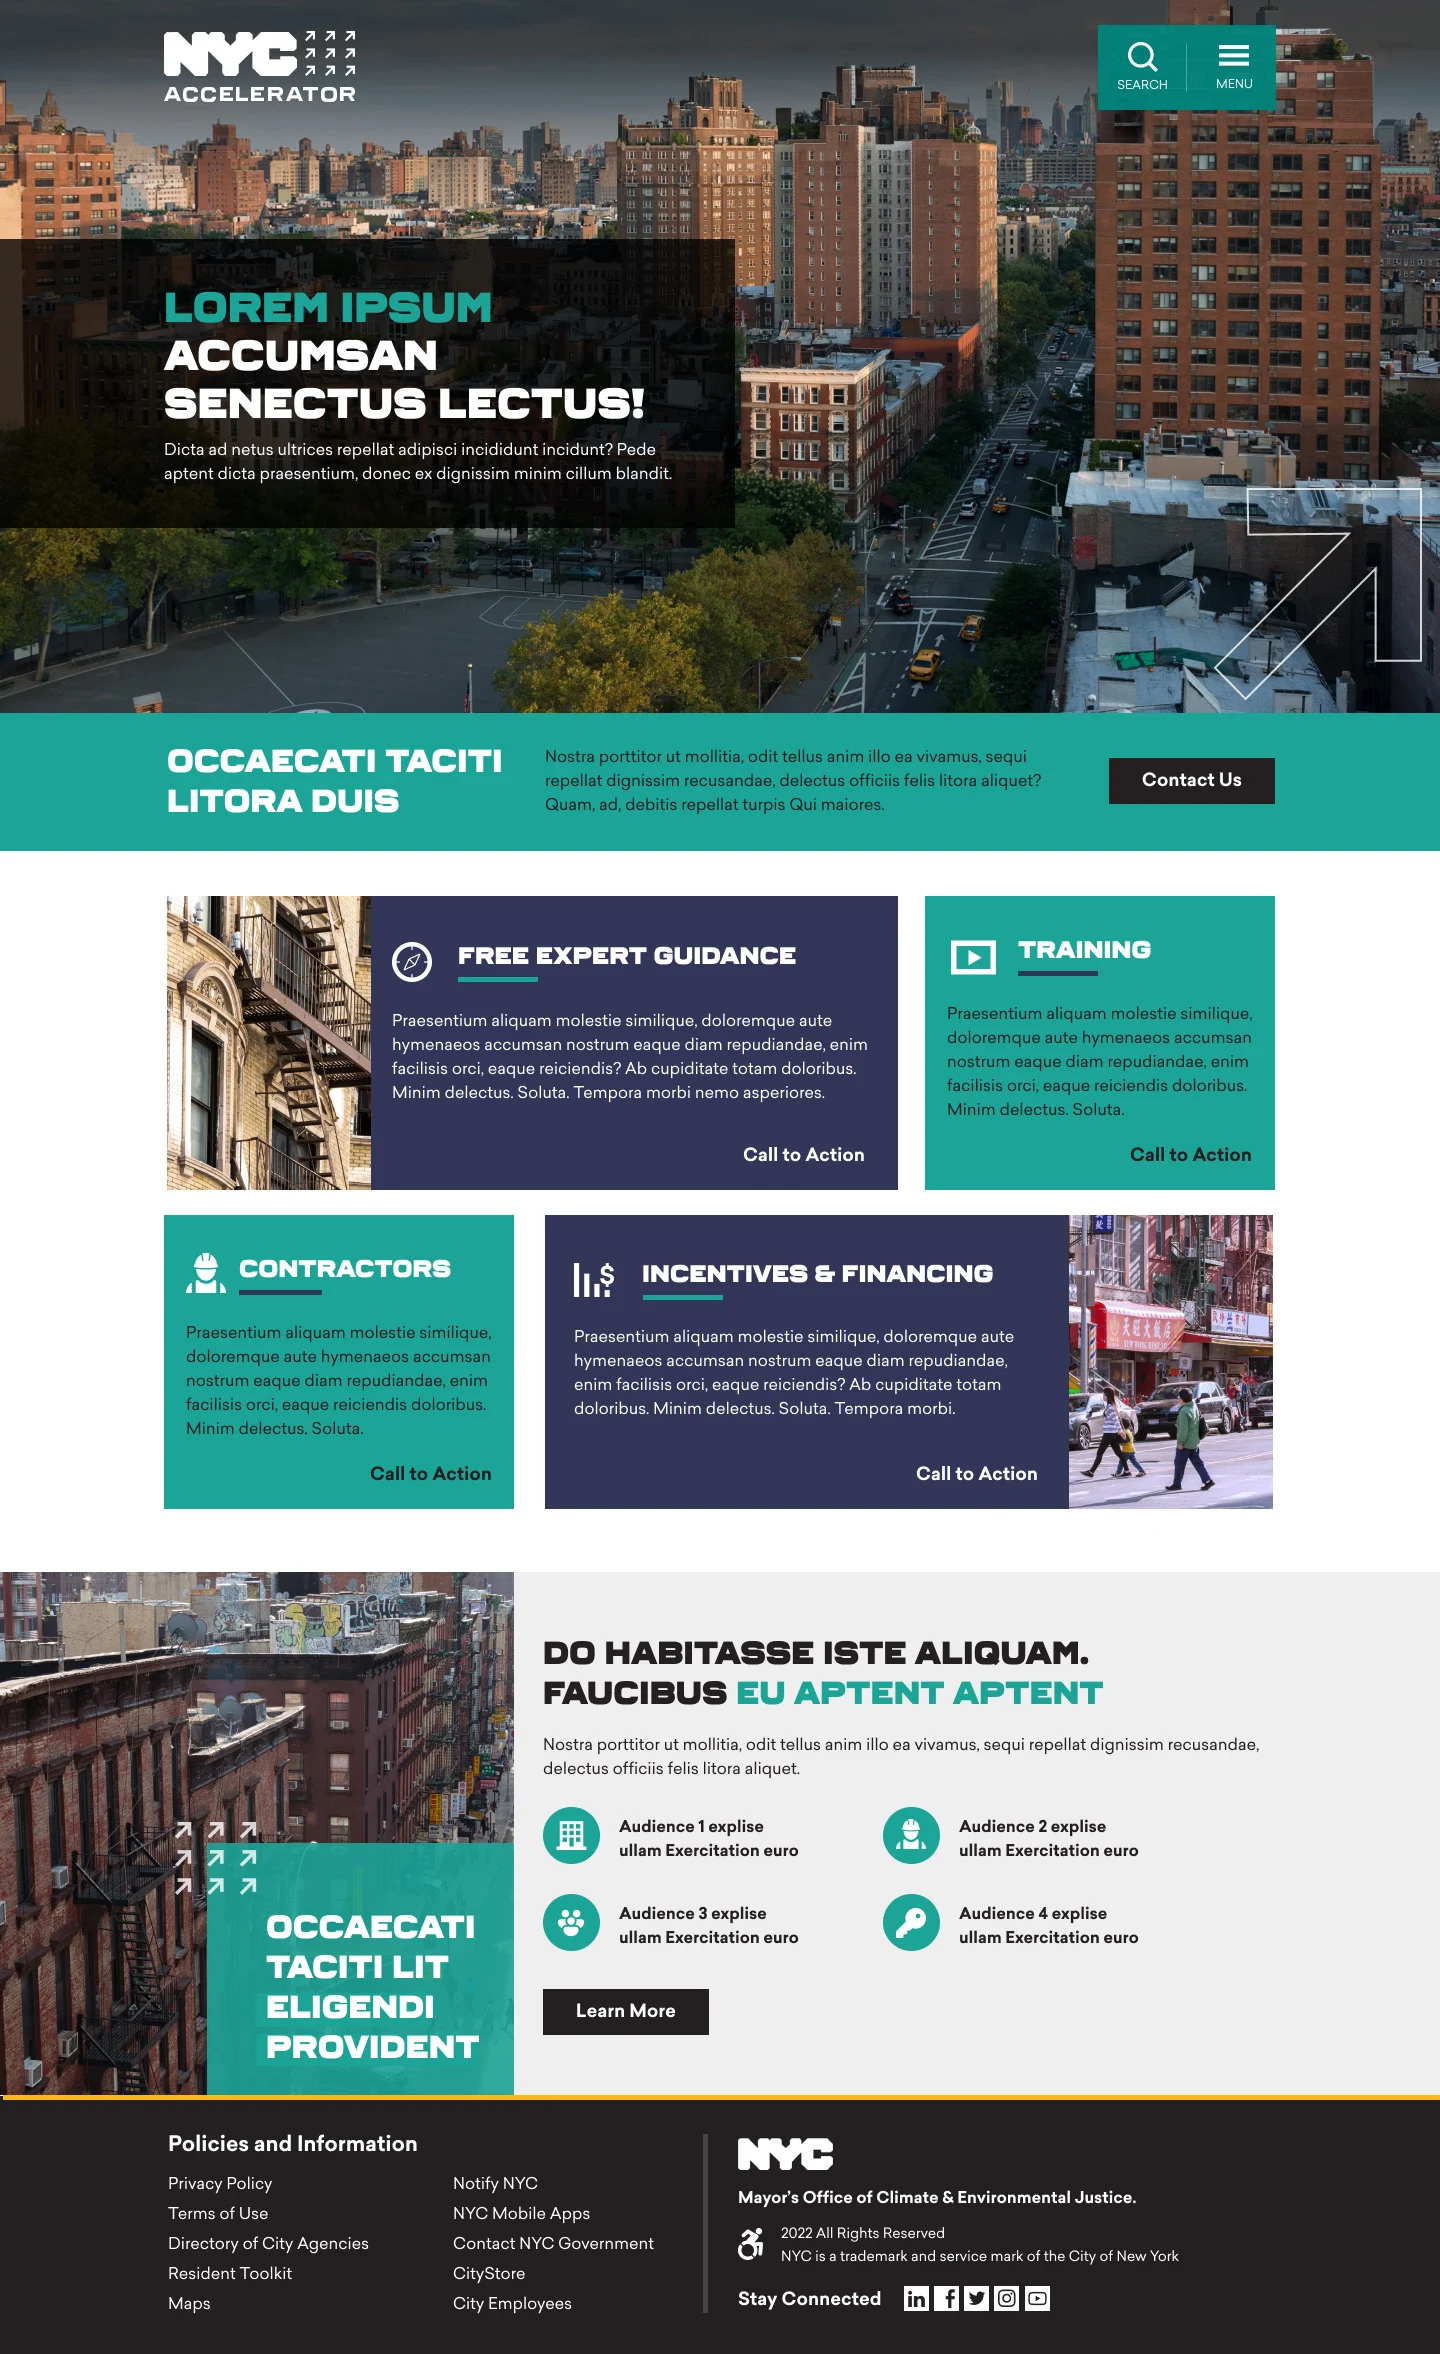 NYC
ACCELERATOR
SEARCH
MENU
LOREM IPSUM
ACCUMSAN
SENECTUS LECTUS!
Dicta ad netus ultrices repellat adipisci incididunt incidunt? Pede
aptent dicta praesentium, donec ex dignissim minim cillum blandit.
OCCAECATI TACITI
LITORA DUIS
Nostra porttitor ut mollitia, odit tellus anim illo ea vivamus, sequi
repellat dignissim recusandae, delectus officiis felis litora aliquet?
Quam, ad, debitis repellat turpis Qui maiores.
Contact Us
FREE EXPERT GUIDANCE
Praesentium aliquam molestie similique, doloremque aute
hymenaeos accumsan nostrum eaque diam repudiandae, enim
facilisis orci, eaque reiciendis? Ab cupiditate totam doloribus.
Minim delectus. Soluta. Tempora morbi nemo asperiores.
Call to Action
TRAINING
Praesentium aliquam molestie similique,
doloremque aute hymenaeos accumsan
nostrum eaque diam repudiandae, enim
facilisis orci, eaque reiciendis doloribus.
Minim delectus. Soluta.
Call to Action
CONTRACTORS
Praesentium aliquam molestie similique,
doloremque aute hymenaeos accumsan
nostrum eaque diam repudiandae, enim
facilisis orci, eaque reiciendis doloribus.
Minim delectus. Soluta.
Call to Action
INCENTIVES & FINANCING
Praesentium aliquam molestie similique, doloremque aute
hymenaeos accumsan nostrum eaque diam repudiandae,
enim facilisis orci, eaque reiciendis? Ab cupiditate totam
doloribus. Minim delectus. Soluta. Tempora morbi.
Call to Action
天旺大飯店
DO HABITASSE ISTE ALIQUAM.
FAUCIBUS EU APTENT APTENT
Nostra porttitor ut mollitia, odit tellus anim illo ea vivamus, sequi repellat dignissim recusandae,
delectus officiis felis litora aliquet.
Audience 1 explise
ullam Exercitation euro
Audience 2 explise
ullam Exercitation euro
Audience 3 explise
ullam Exercitation euro
Audience 4 explise
ullam Exercitation euro
Learn More
OCCAECATI
TACITI LIT
ELIGENDI
PROVIDENT
Policies and Information
Privacy Policy
Terms of Use
Directory of City Agencies
Resident Toolkit
Maps
Notify NYC
NYC Mobile Apps
Contact NYC Government
CityStore
City Employees
NYC
Mayor's Office of Climate & Environmental Justice.
2022 All Rights Reserved
NYC is a trademark and service mark of the City of New York
Stay Connected